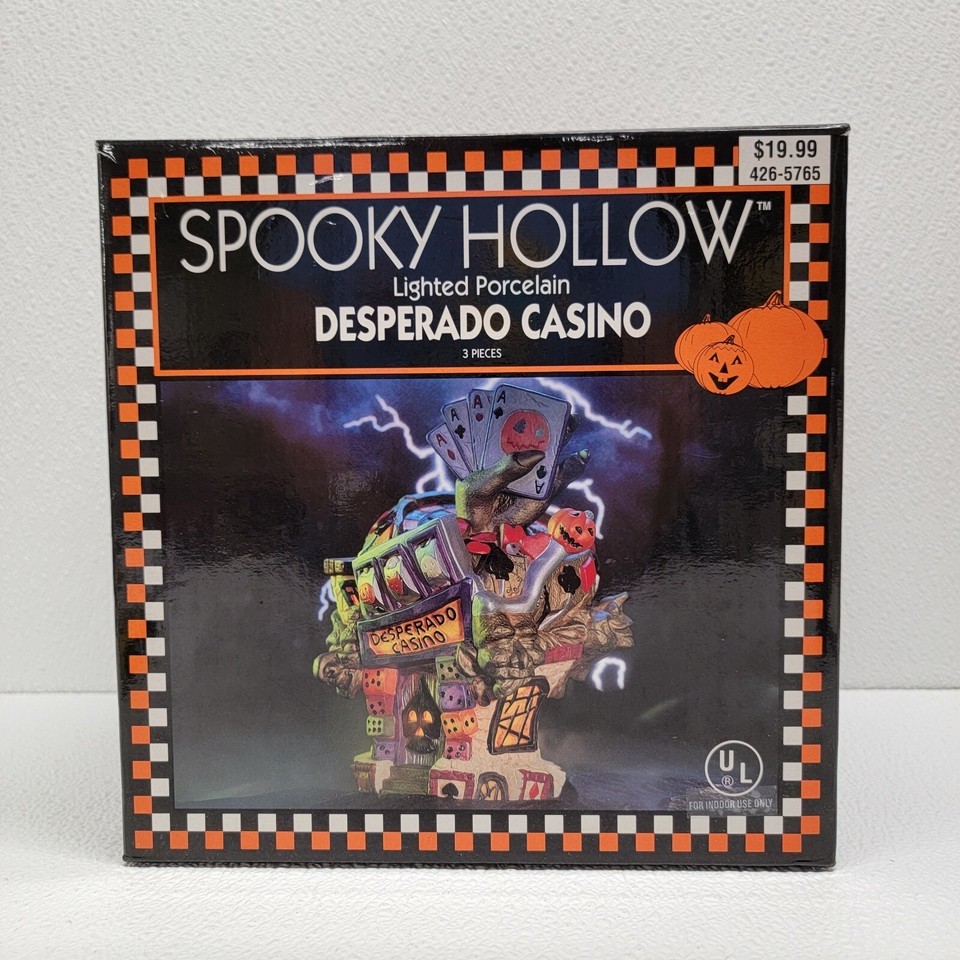 $19.99
426-5765
SPOOKY HOLLOW™
Lighted Porcelain
DESPERADO CASINO
3 PIECES
A
A
A
A
A
DESPERADO
CASINO
UL
®
FOR INDOOR USE ONLY